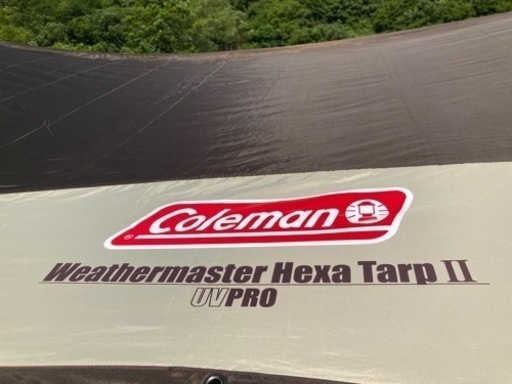 Coleman ®
Weathermaster Hexa Tarp II
UVPRO